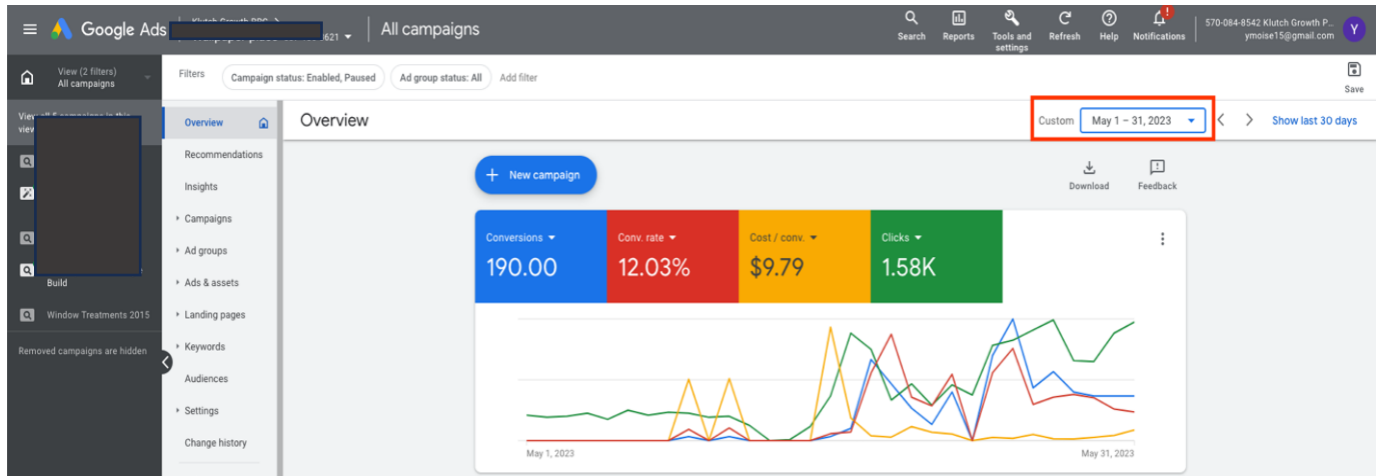 Google Ads
Klutch Growth PPC
621
All campaigns
Search
Reports
Tools and
settings
Refresh
Help
Notifications
570-084-8542 Klutch Growth P...
ymoise15@gmail.com
Y
View (2 filters)
All campaigns
Filters
Campaign status: Enabled, Paused
Ad group status: All
Add filter
Save
view
Build
Window Treatments 2015
Removed campaigns are hidden
Overview
Recommendations
Insights
Campaigns
Ad groups
Ads & assets
Landing pages
Keywords
Audiences
Settings
Change history
Overview
Custom
May 1 – 31, 2023
Show last 30 days
+ New campaign
Download
Feedback
Conversions
190.00
Conv. rate
12.03%
Cost / conv.
$9.79
Clicks
1.58K
May 1, 2023
May 31, 2023